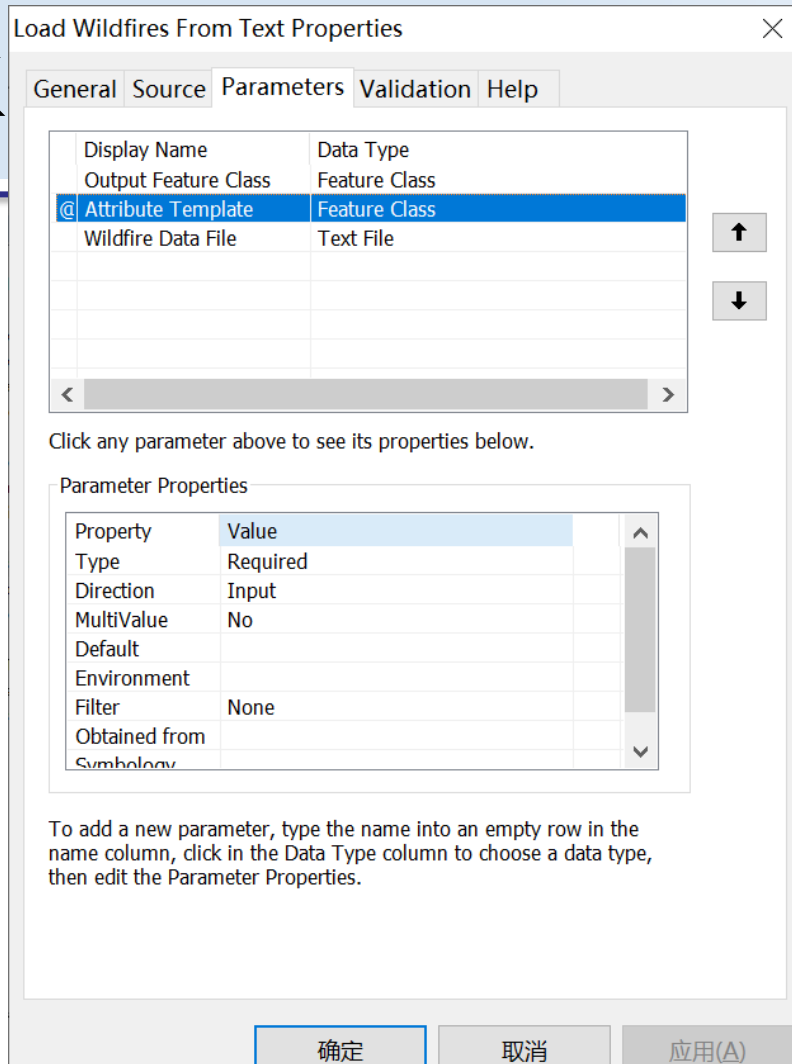 Load Wildfires From Text Properties
General Source Parameters Validation Help
Display Name Data Type
Output Feature Class Feature Class
@ Attribute Template Feature Class
Wildfire Data File Text File
Click any parameter above to see its properties below.
Parameter Properties
Property Value
Type Required
Direction Input
MultiValue No
Default
Environment
Filter None
Obtained from
Symbology
To add a new parameter, type the name into an empty row in the
name column, click in the Data Type column to choose a data type,
then edit the Parameter Properties.
确定 取消 应用(A)